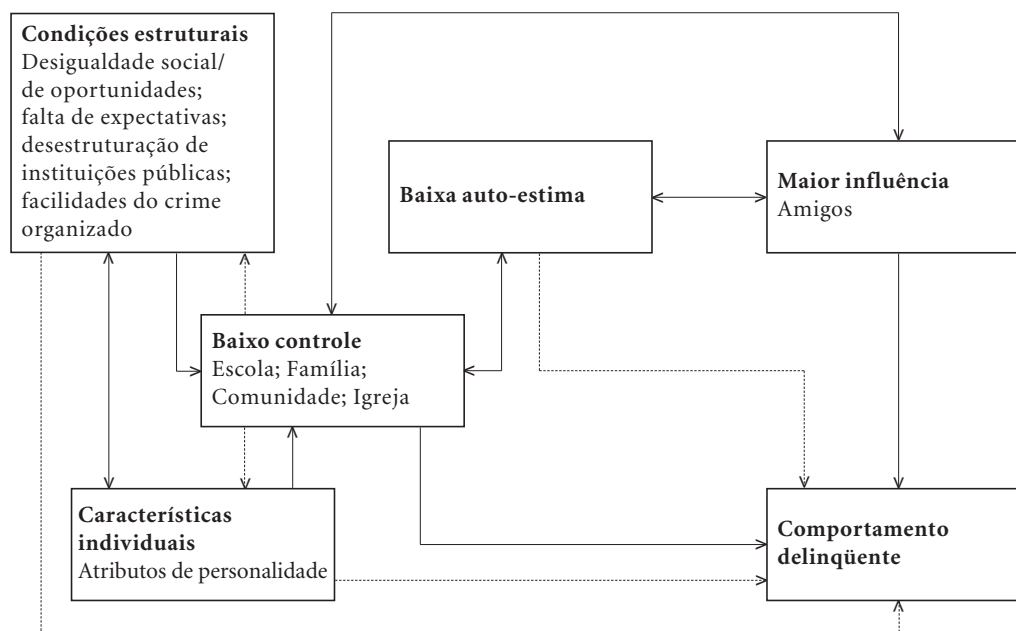 Condições estruturais
Desigualdade social/
de oportunidades;
falta de expectativas;
desestruturação de
instituições públicas;
facilidades do crime
organizado
Baixa auto-estima
Maior influência
Amigos
Baixo controle
Escola; Família;
Comunidade; Igreja
Características
individuais
Atributos de personalidade
Comportamento
delinqüente